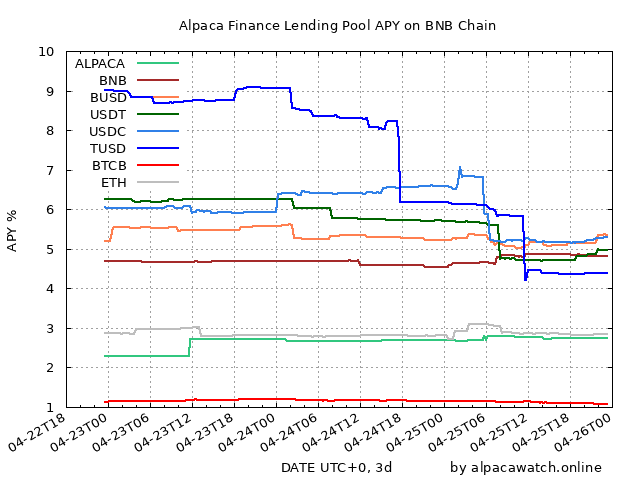 Alpaca Finance Lending Pool APY on BNB Chain
10
9
8
7
6
5
4
3
2
1
APY %
ALPACA
BNB
BUSD
USDT
USDC
TUSD
BTCB
ETH
04-22T18
04-23T00
04-23T06
04-23T12
04-23T18
04-24T00
04-24T06
04-24T12
04-24T18
04-25T00
04-25T06
04-25T12
04-25T18
04-26T00
DATE UTC+0, 3d
by alpacawatch.online